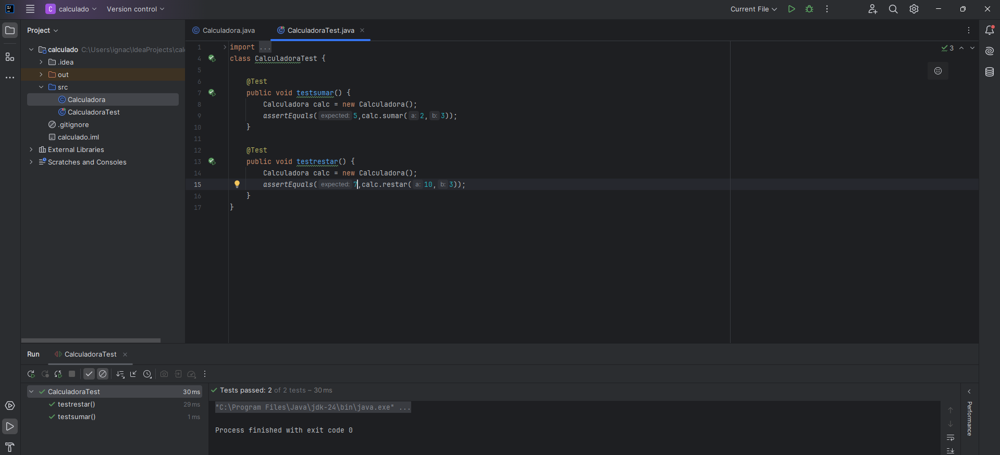 C calculado Version control Current File
Project
calculado C:\Users\ignac\IdeaProjects\cal
.idea
out
src
Calculadora
CalculadoraTest
.gitignore
calculado.iml
External Libraries
Scratches and Consoles
Calculadora.java CalculadoraTest.java
3
1 import ...
4 class CalculadoraTest {
5
6 @Test
7 public void testsumar() {
8 Calculadora calc = new Calculadora();
9 assertEquals( expected: 5,calc.sumar( a: 2, b: 3));
10 }
11
12 @Test
13 public void testrestar() {
14 Calculadora calc = new Calculadora();
15 assertEquals( expected: 7,calc.restar( a: 10, b: 3));
16 }
17 }
Run CalculadoraTest
CalculadoraTest 30 ms
testrestar() 29 ms
testsumar() 1 ms
Tests passed: 2 of 2 tests – 30 ms
"C:\Program Files\Java\jdk-24\bin\java.exe" ...
Process finished with exit code 0
Performance